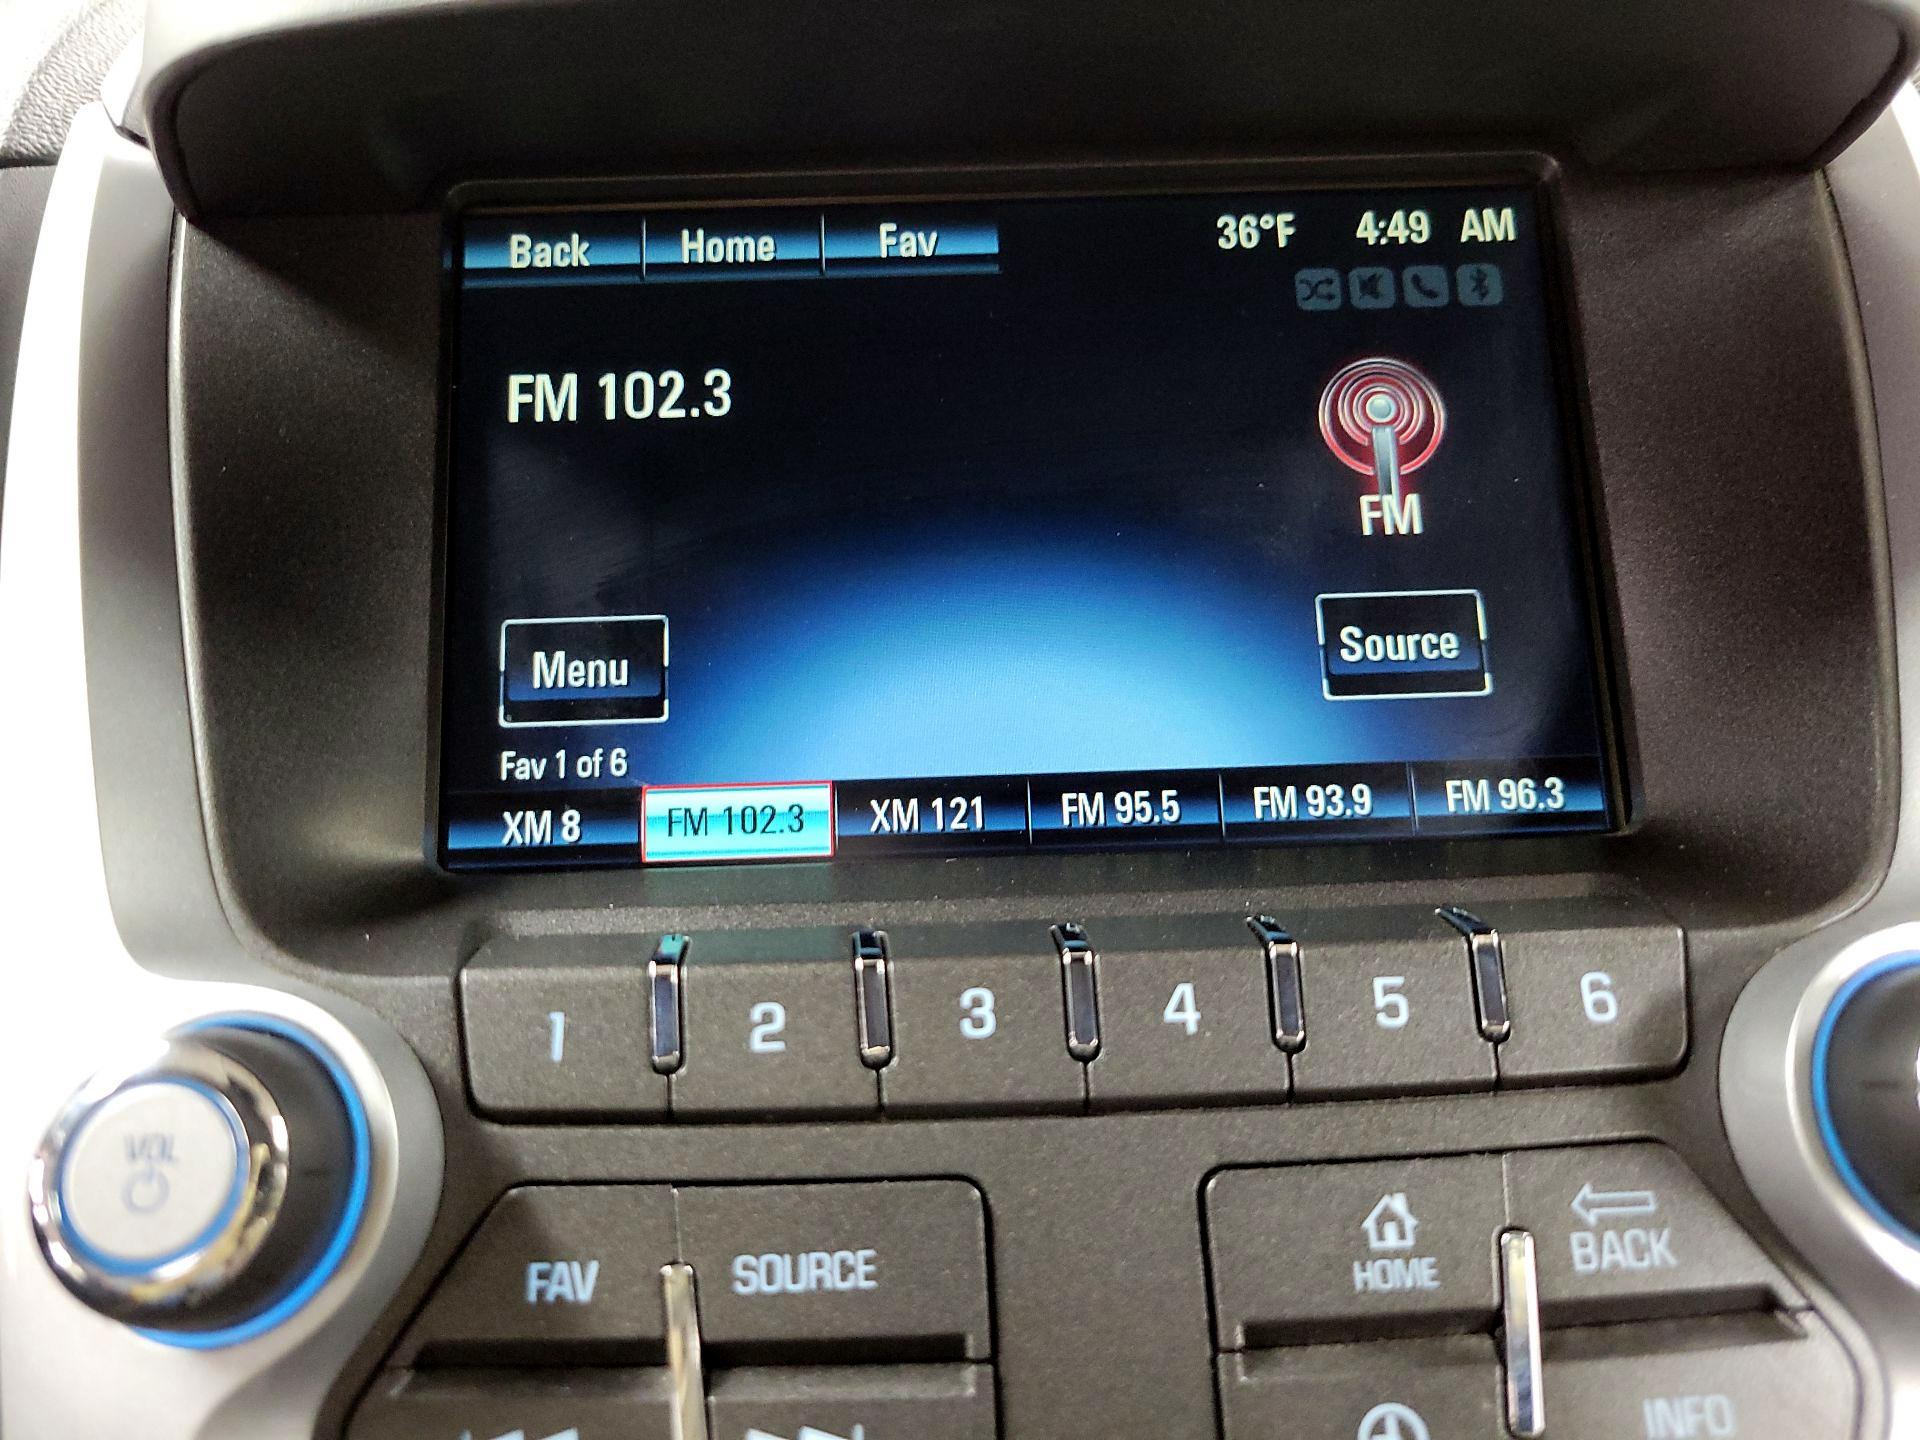 Back Home Fav 36°F 4:49 AM
FM 102.3
FM
Menu Source
Fav 1 of 6
XM 8 FM 102.3 XM 121 FM 95.5 FM 93.9 FM 96.3
1 2 3 4 5 6
VOL
FAV SOURCE HOME BACK
INFO